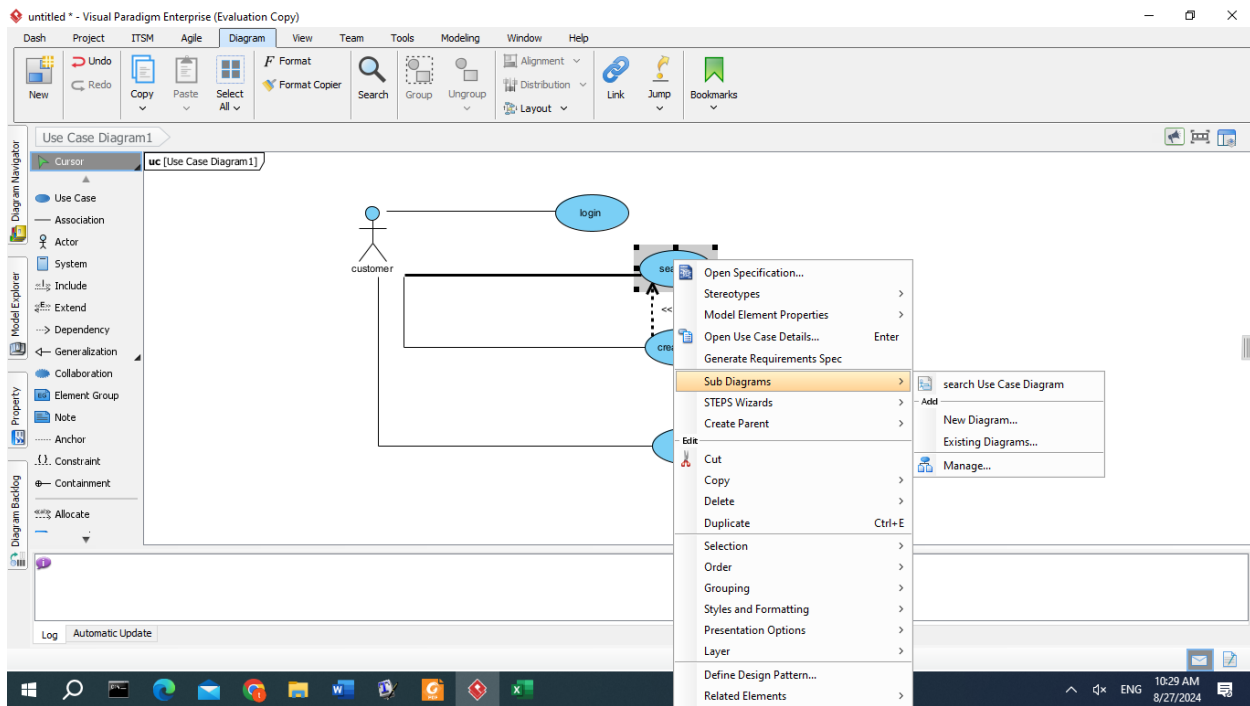 untitled * - Visual Paradigm Enterprise (Evaluation Copy)
Dash Project ITSM Agile Diagram View Team Tools Modeling Window Help
New
Undo
Redo
Copy
Paste
Select All
Format
Format Copier
Search
Group
Ungroup
Alignment
Distribution
Layout
Link
Jump
Bookmarks
Use Case Diagram1
Diagram Navigator
Model Explorer
Property
Diagram Backlog
Cursor
Use Case
Association
Actor
System
Include
Extend
Dependency
Generalization
Collaboration
Element Group
Note
Anchor
Constraint
Containment
Allocate
uc [Use Case Diagram1]
login
customer
sea
<<
crea
Open Specification...
Stereotypes
Model Element Properties
Open Use Case Details... Enter
Generate Requirements Spec
Sub Diagrams
STEPS Wizards
Create Parent
Edit
Cut
Copy
Delete
Duplicate Ctrl+E
Selection
Order
Grouping
Styles and Formatting
Presentation Options
Layer
Define Design Pattern...
Related Elements
search Use Case Diagram
Add
New Diagram...
Existing Diagrams...
Manage...
Log Automatic Update
ENG
10:29 AM
8/27/2024